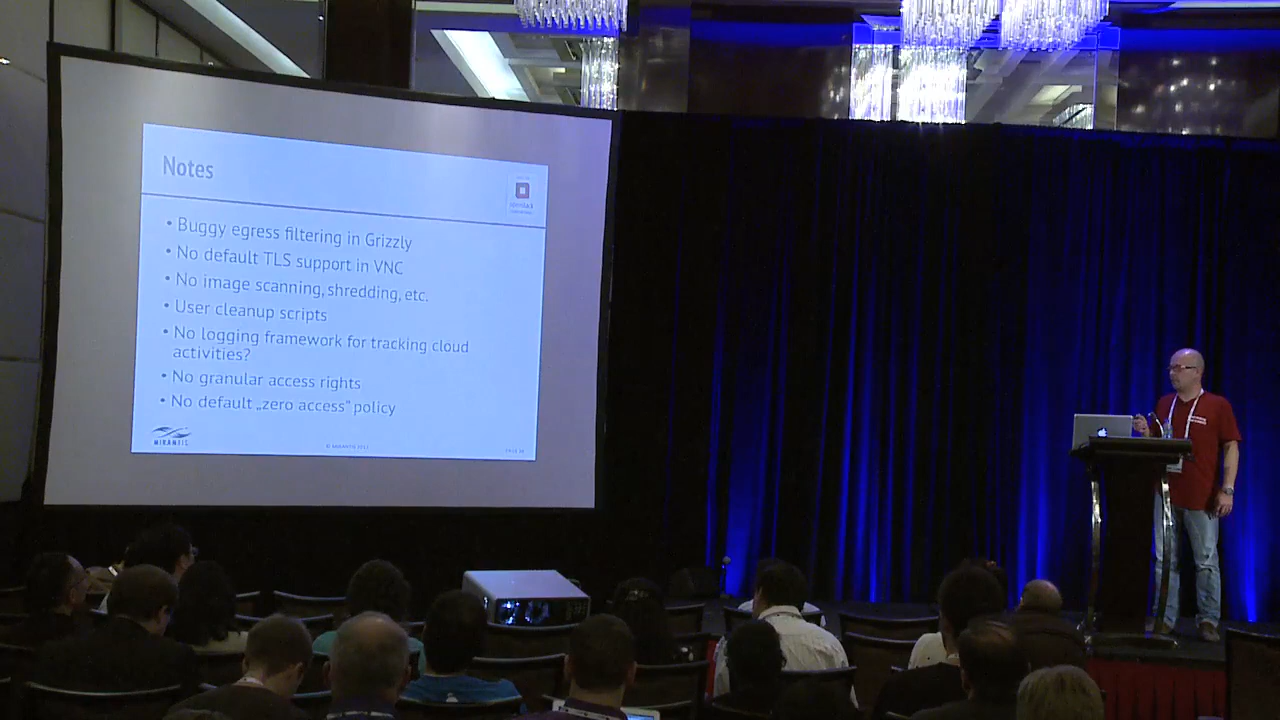 Notes
openstack
• Buggy egress filtering in Grizzly
• No default TLS support in VNC
• No image scanning, shredding, etc.
• User cleanup scripts
• No logging framework for tracking cloud
activities?
• No granular access rights
• No default „zero access" policy
MIRANTIS